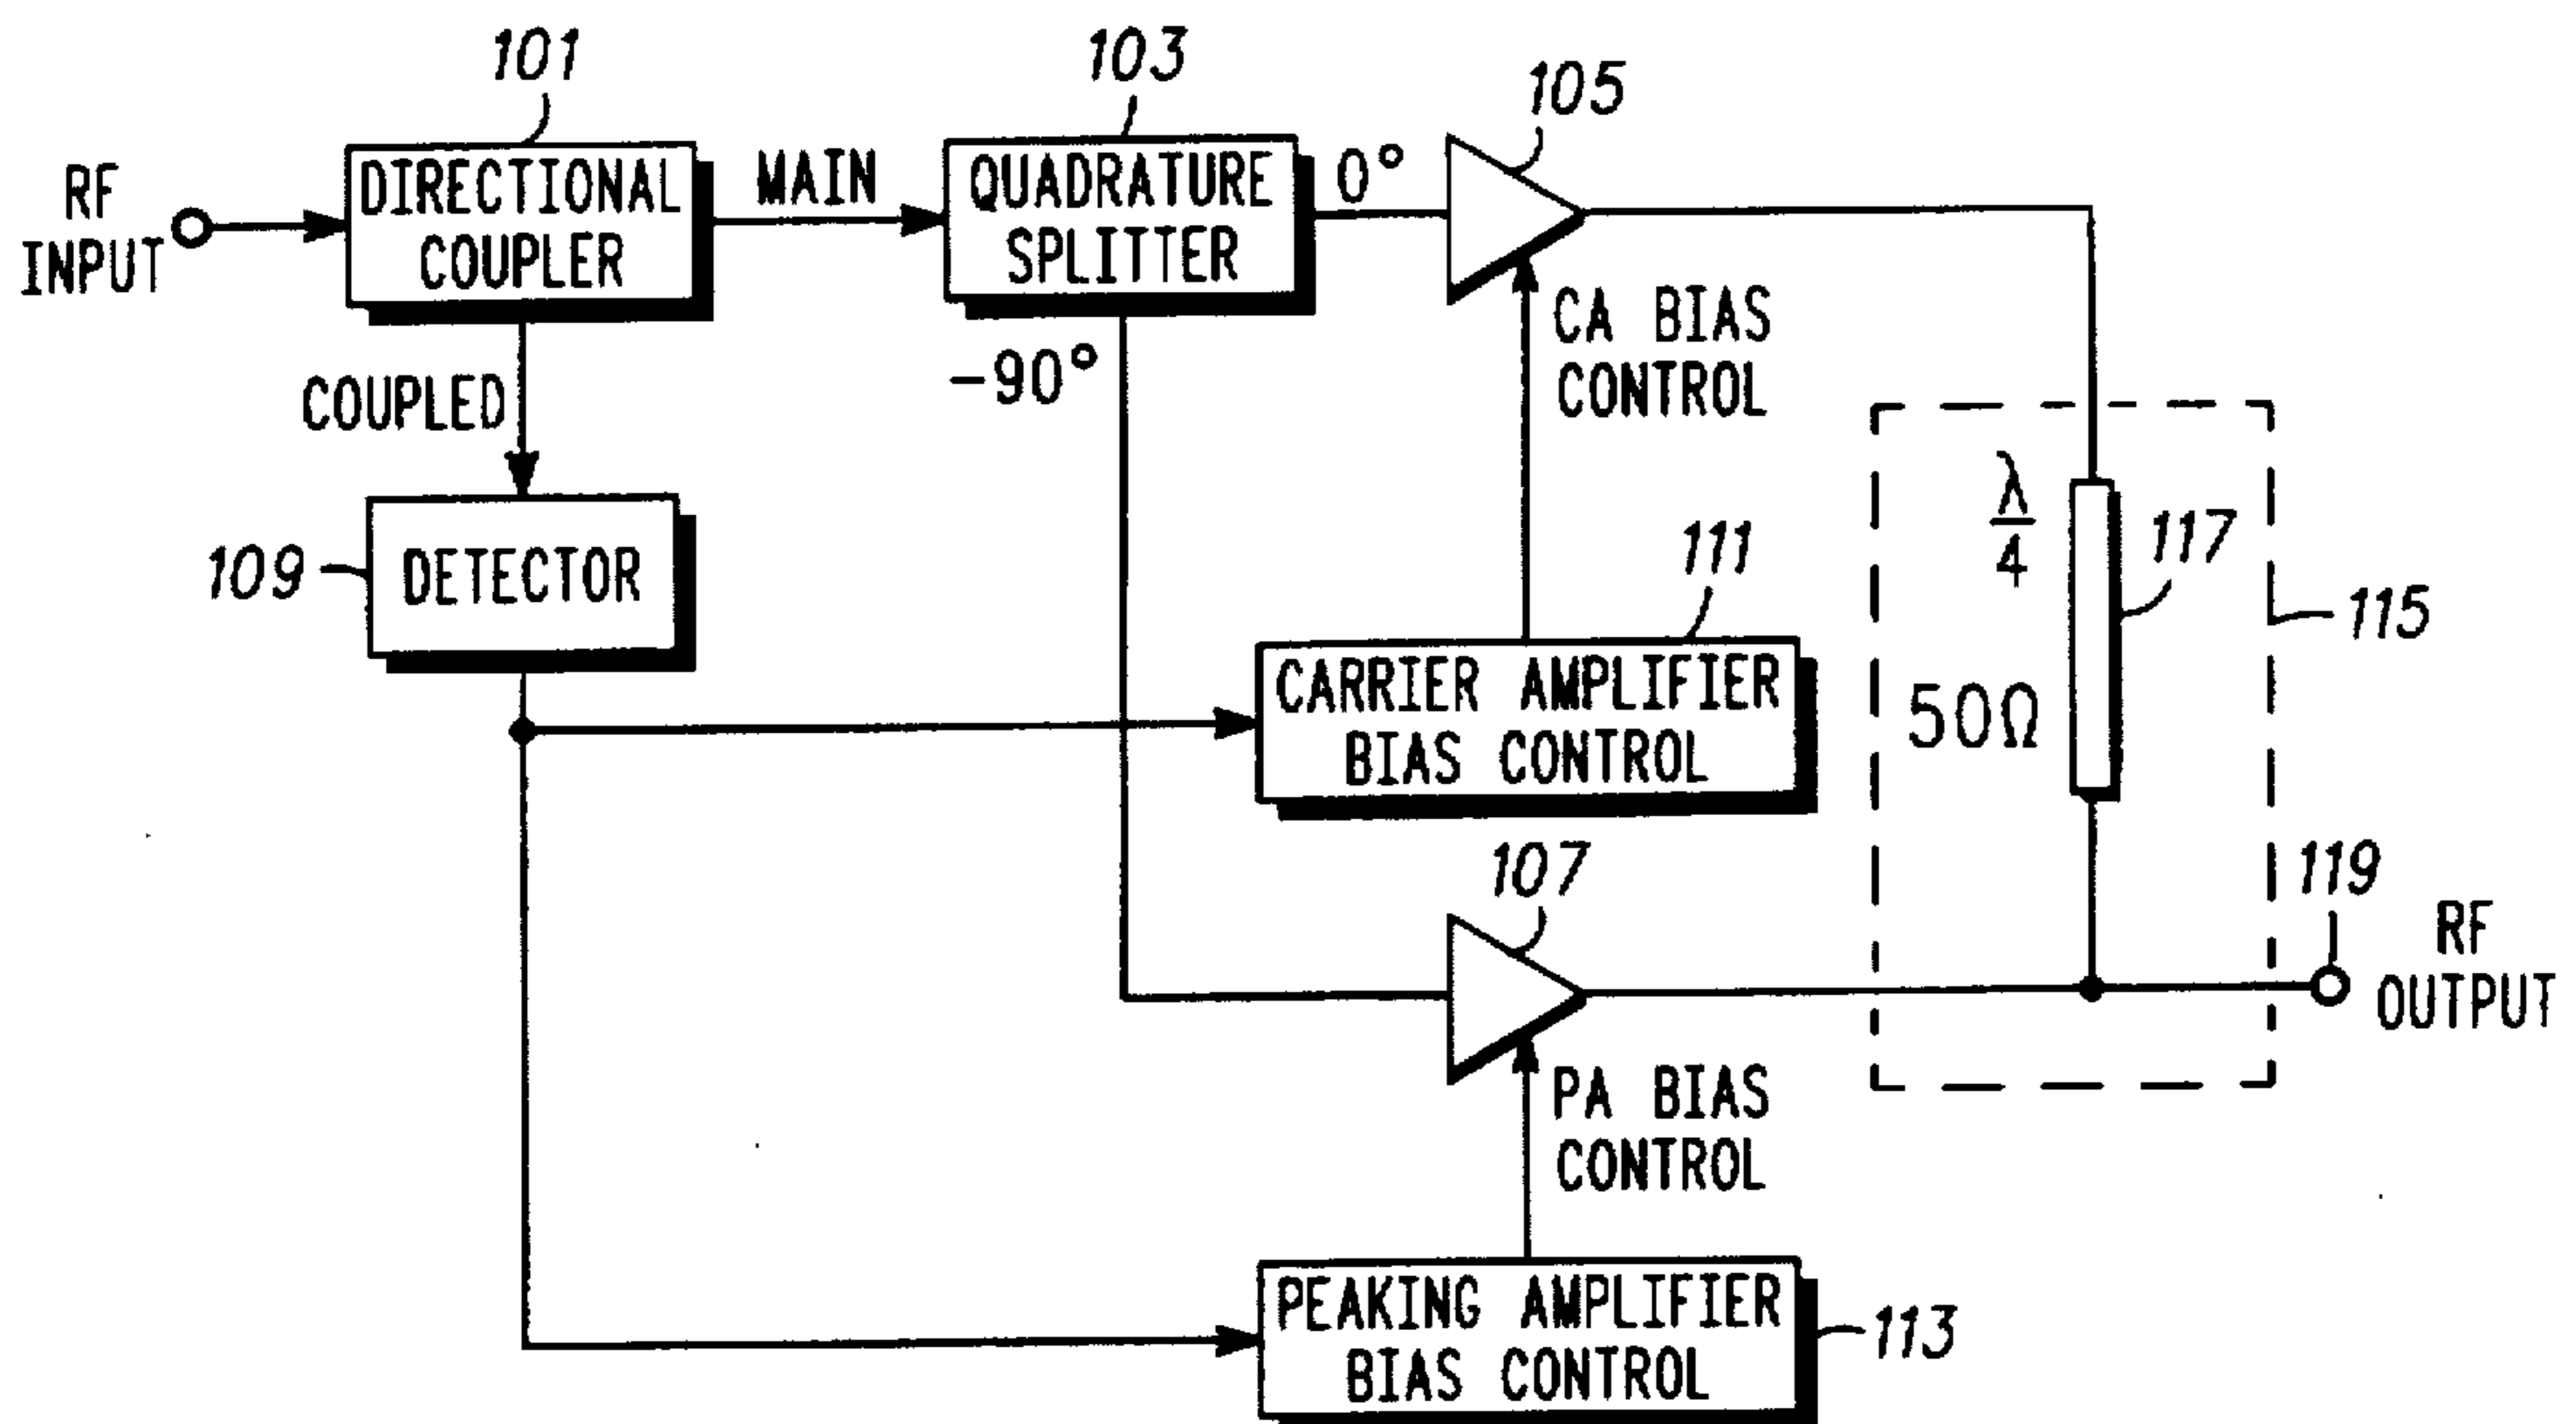 101
103
105
RF
INPUT
DIRECTIONAL
COUPLER
MAIN
QUADRATURE
SPLITTER
0°
CA BIAS
CONTROL
-90°
COUPLED
109
DETECTOR
111
CARRIER AMPLIFIER
BIAS CONTROL
λ
4
50Ω
117
115
107
119
RF
OUTPUT
PA BIAS
CONTROL
PEAKING AMPLIFIER
BIAS CONTROL
113